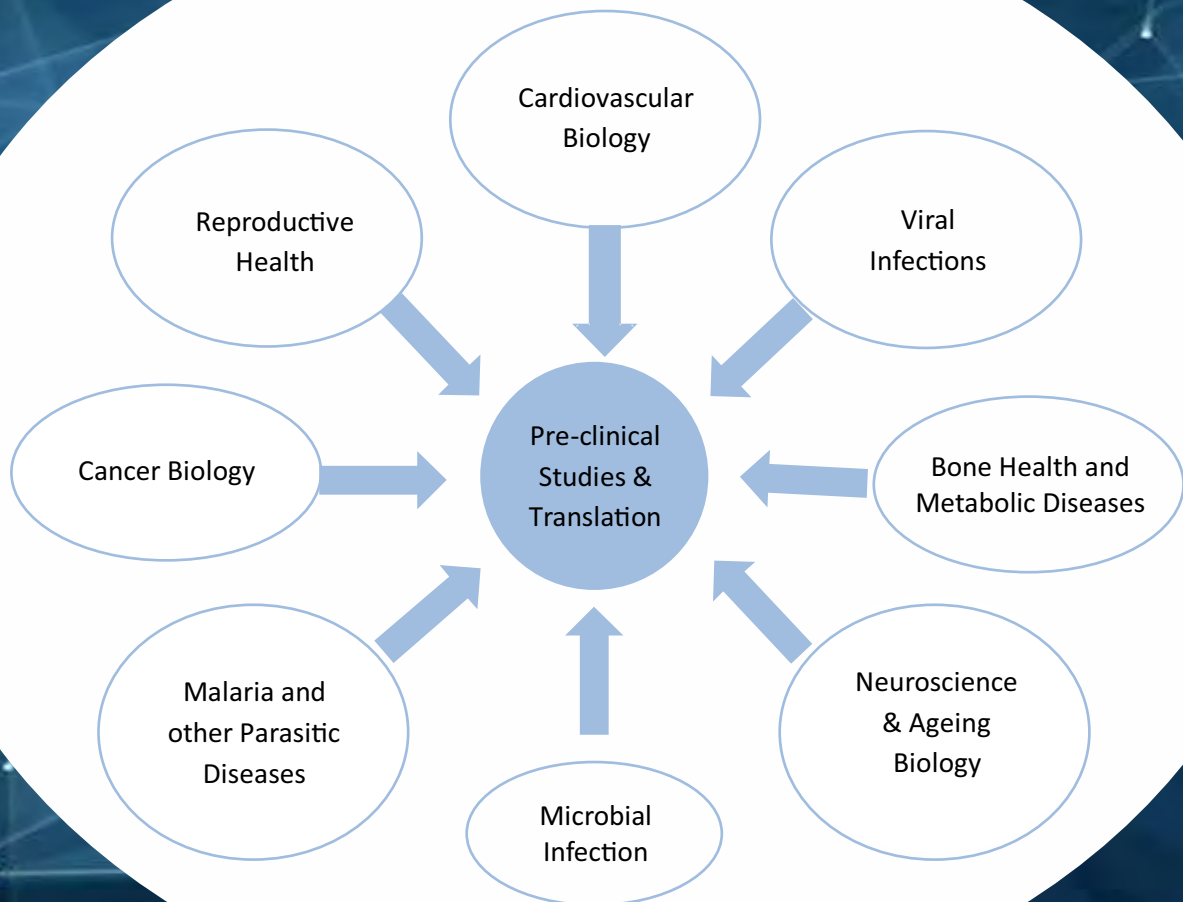 Cardiovascular
Biology
Reproductive
Health
Viral
Infections
Cancer Biology
Pre-clinical
Studies &
Translation
Bone Health and
Metabolic Diseases
Malaria and
other Parasitic
Diseases
Neuroscience
& Ageing
Biology
Microbial
Infection